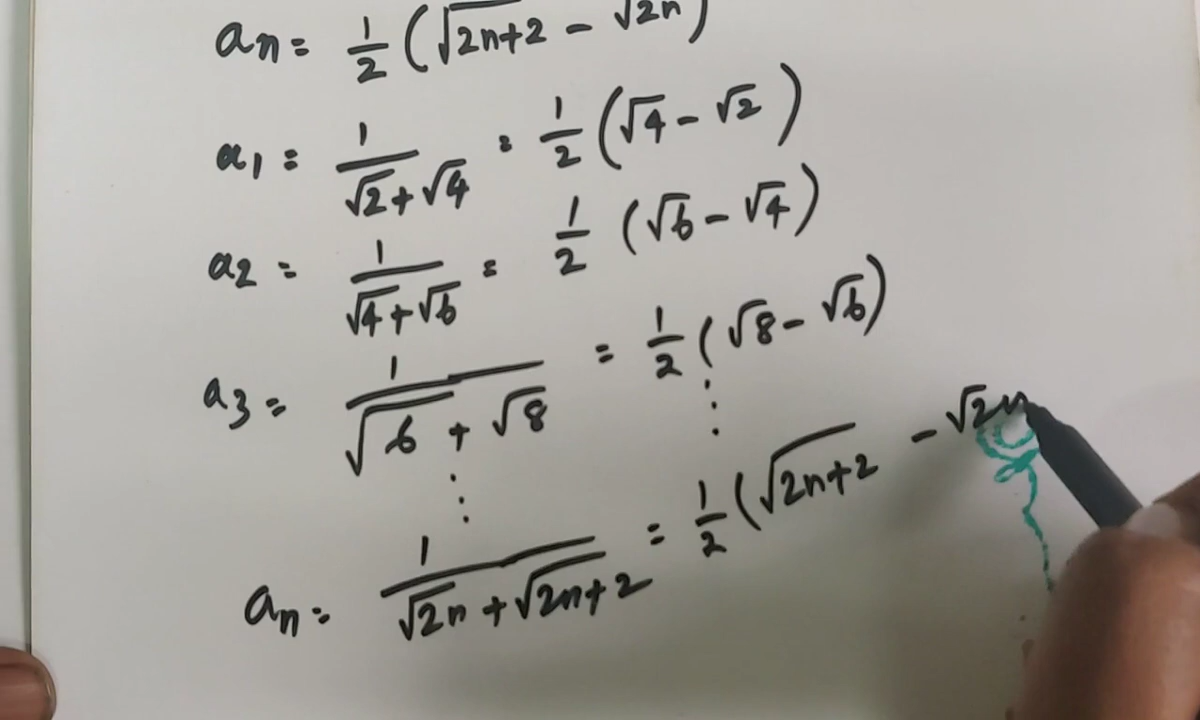 an = 1/2 (√2n+2 − √2n)
a1 = 1/√2+√4 = 1/2 (√4 − √2)
a2 = 1/√4+√6 = 1/2 (√6 − √4)
a3 = 1/√6 + √8 = 1/2 (√8 − √6)
⋮ ⋮
an = 1/√2n + √2n+2 = 1/2 (√2n+2 − √2n